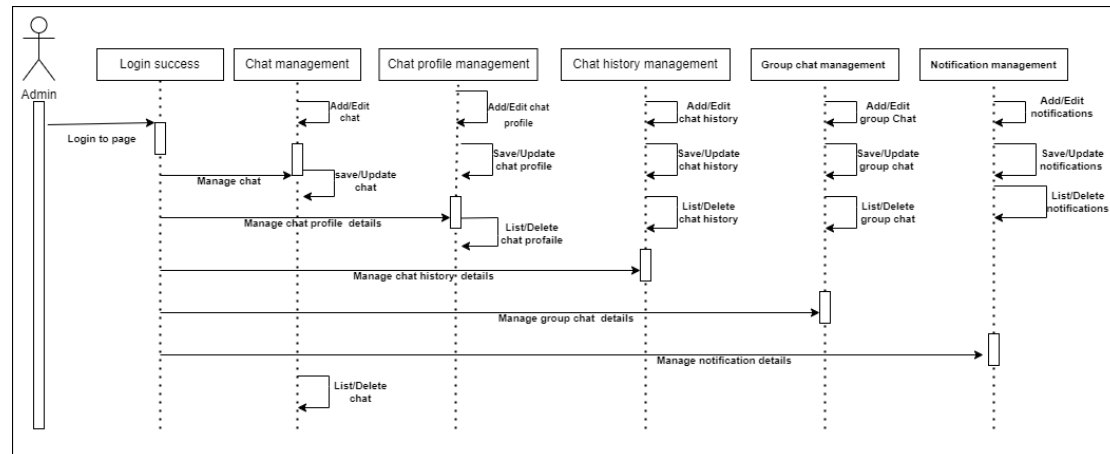 Login success
Chat management
Chat profile management
Chat history management
Group chat management
Notification management
Admin
Add/Edit
chat
Add/Edit chat
profile
Add/Edit
chat history
Add/Edit
group Chat
Add/Edit
notifications
Login to page
Save/Update
chat profile
Save/Update
chat history
Save/Update
group chat
Save/Update
notifications
Manage chat
save/Update
chat
List/Delete
chat history
List/Delete
group chat
List/Delete
notifications
Manage chat profile details
List/Delete
chat profaile
Manage chat history details
Manage group chat details
Manage notification details
List/Delete
chat